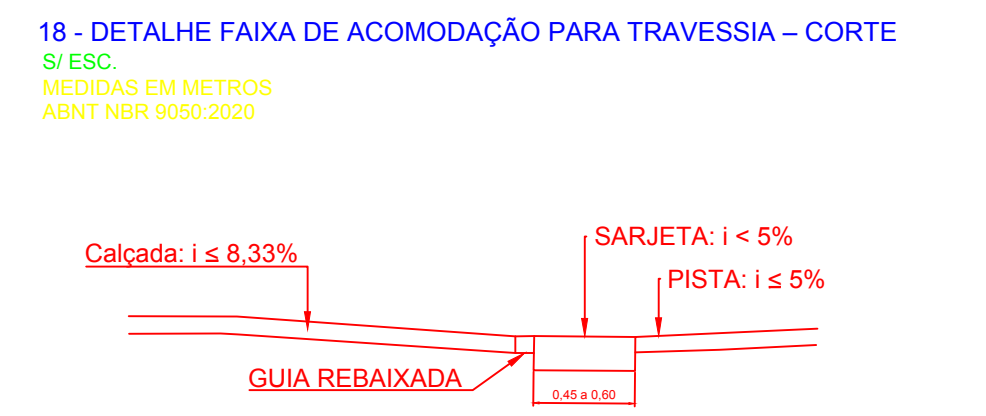 18 - DETALHE FAIXA DE ACOMODAÇÃO PARA TRAVESSIA – CORTE
S/ ESC.
MEDIDAS EM METROS
ABNT NBR 9050:2020
SARJETA: i < 5%
Calçada: i ≤ 8,33%
PISTA: i ≤ 5%
GUIA REBAIXADA
0,45 a 0,60